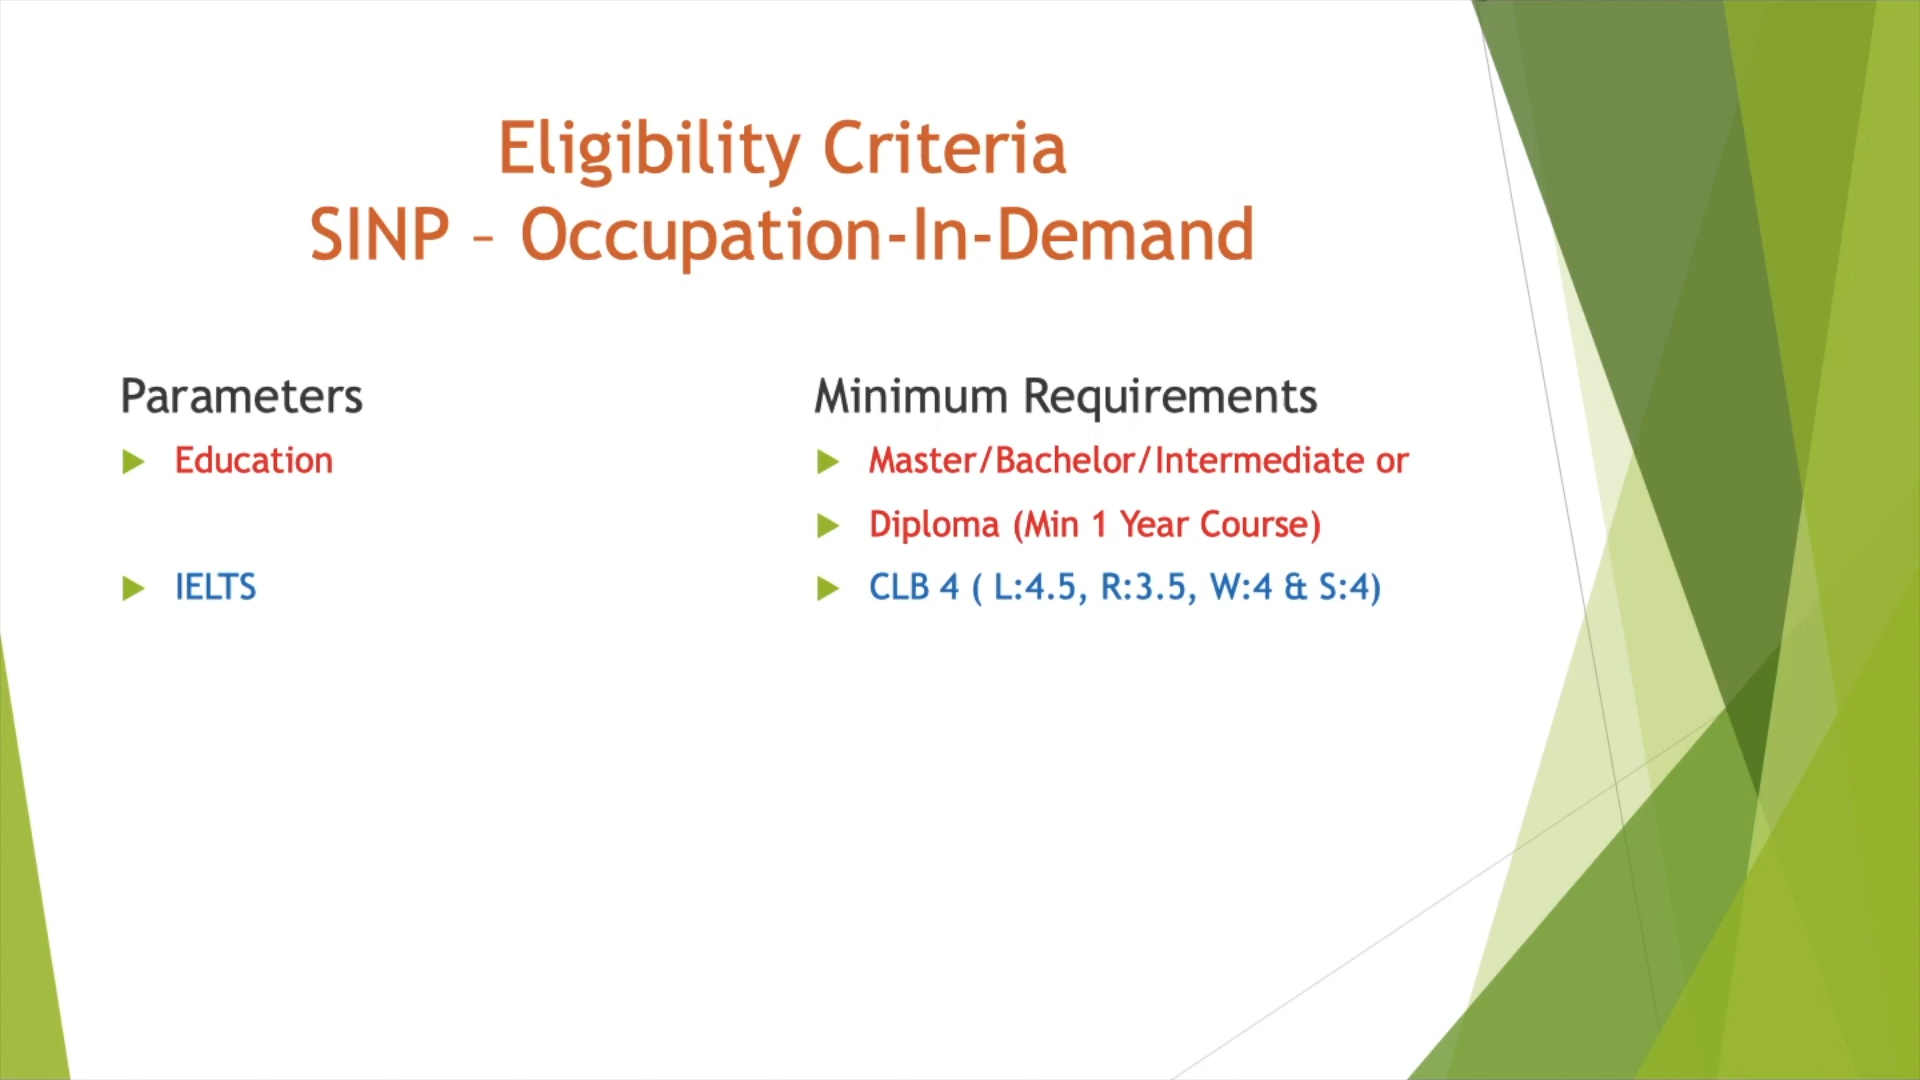 Eligibility Criteria
SINP – Occupation-In-Demand
Parameters
Education
IELTS
Minimum Requirements
Master/Bachelor/Intermediate or
Diploma (Min 1 Year Course)
CLB 4 ( L:4.5, R:3.5, W:4 & S:4)